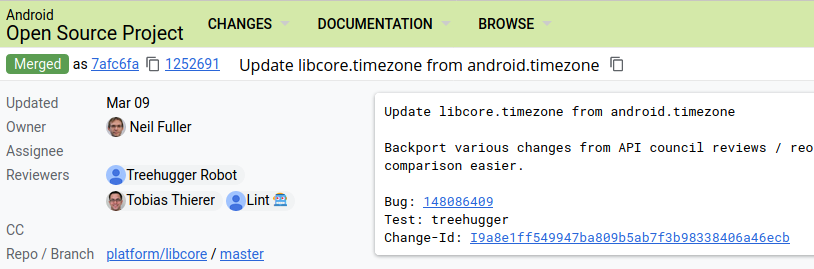 Android
Open Source Project
CHANGES
DOCUMENTATION
BROWSE
Merged as 7afc6fa 1252691 Update libcore.timezone from android.timezone
Updated Mar 09
Owner Neil Fuller
Assignee
Reviewers Treehugger Robot
Tobias Thierer Lint
CC
Repo / Branch platform/libcore / master
Update libcore.timezone from android.timezone
Backport various changes from API council reviews / reo
comparison easier.
Bug: 148086409
Test: treehugger
Change-Id: I9a8e1ff549947ba809b5ab7f3b98338406a46ecb